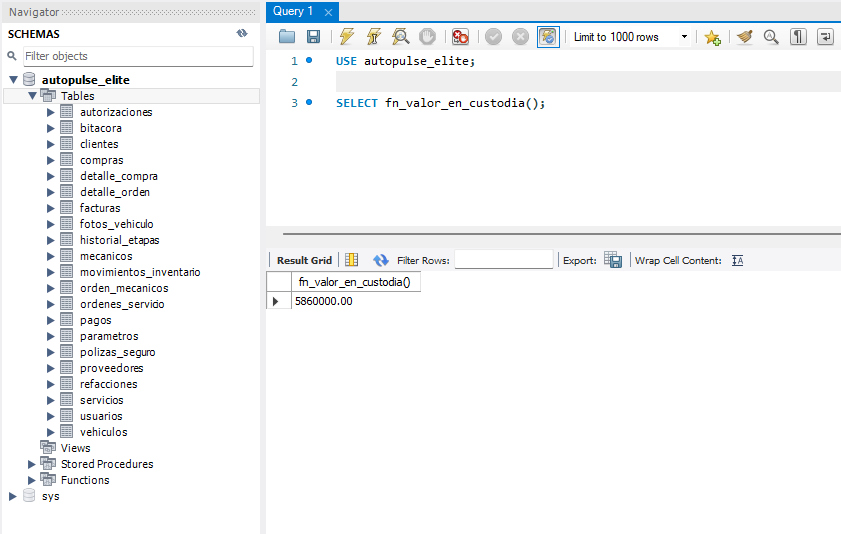 Navigator
SCHEMAS
Filter objects
autopulse_elite
Tables
autorizaciones
bitacora
clientes
compras
detalle_compra
detalle_orden
facturas
fotos_vehiculo
historial_etapas
mecanicos
movimientos_inventario
orden_mecanicos
ordenes_servicio
pagos
parametros
polizas_seguro
proveedores
refacciones
servicios
usuarios
vehiculos
Views
Stored Procedures
Functions
sys
Query 1
Limit to 1000 rows
1 USE autopulse_elite;
2
3 SELECT fn_valor_en_custodia();
Result Grid Filter Rows: Export: Wrap Cell Content:
fn_valor_en_custodia()
5860000.00